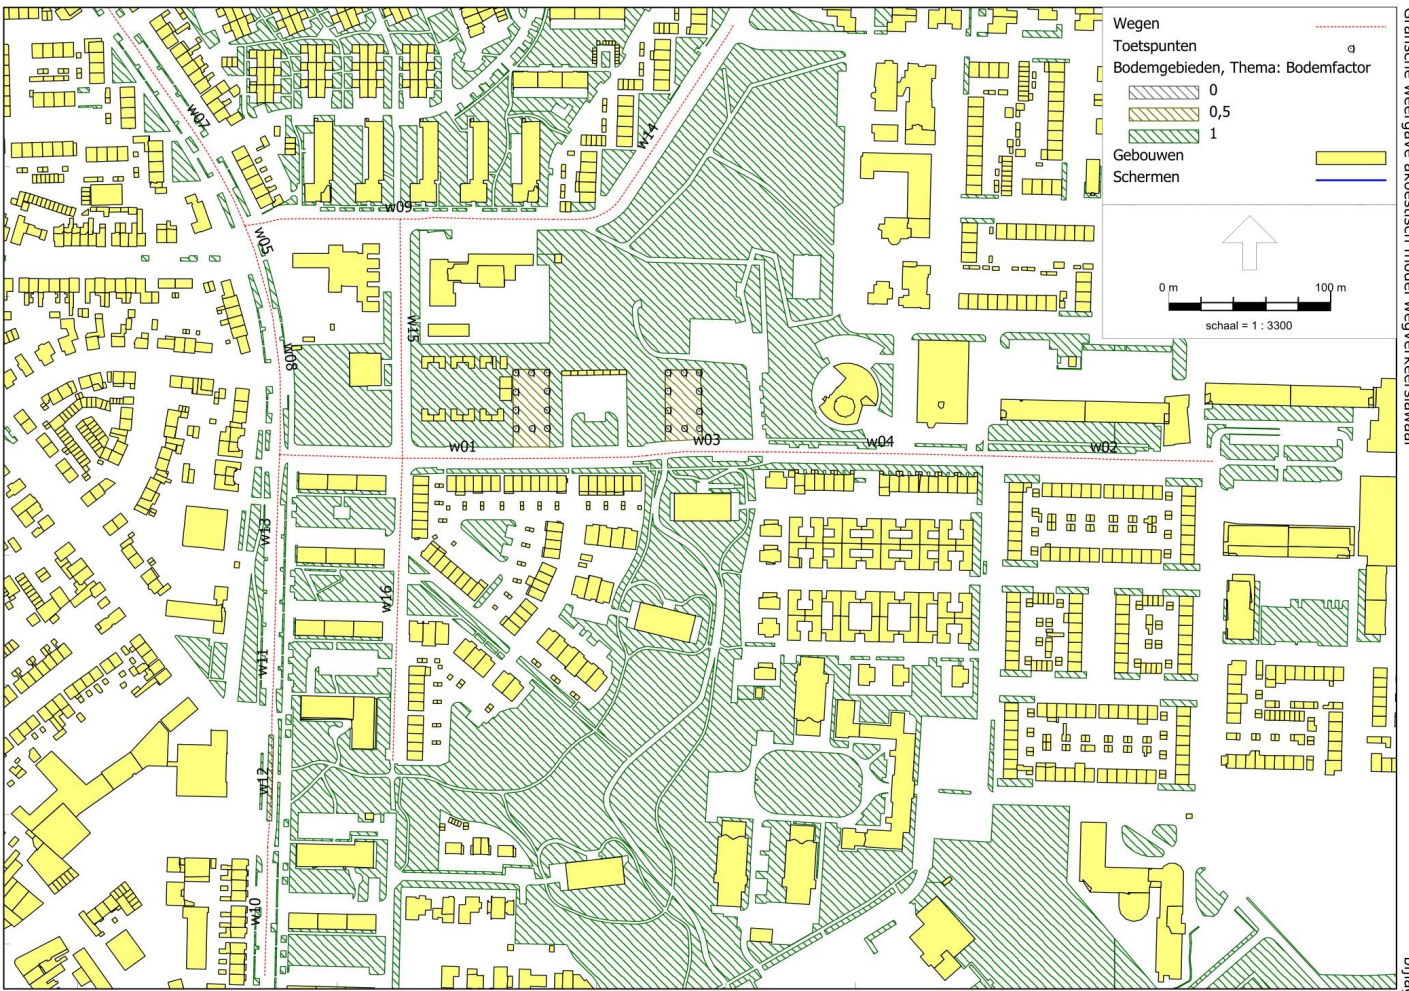 Wegen
Toetspunten
Bodemgebieden, Thema: Bodemfactor
0
0,5
1
Gebouwen
Schermen
0 m 100 m
schaal = 1 : 3300
w07
w14
w09
w05
w15
w08
w01
w03
w04
w02
w13
w16
w11
w12
w10